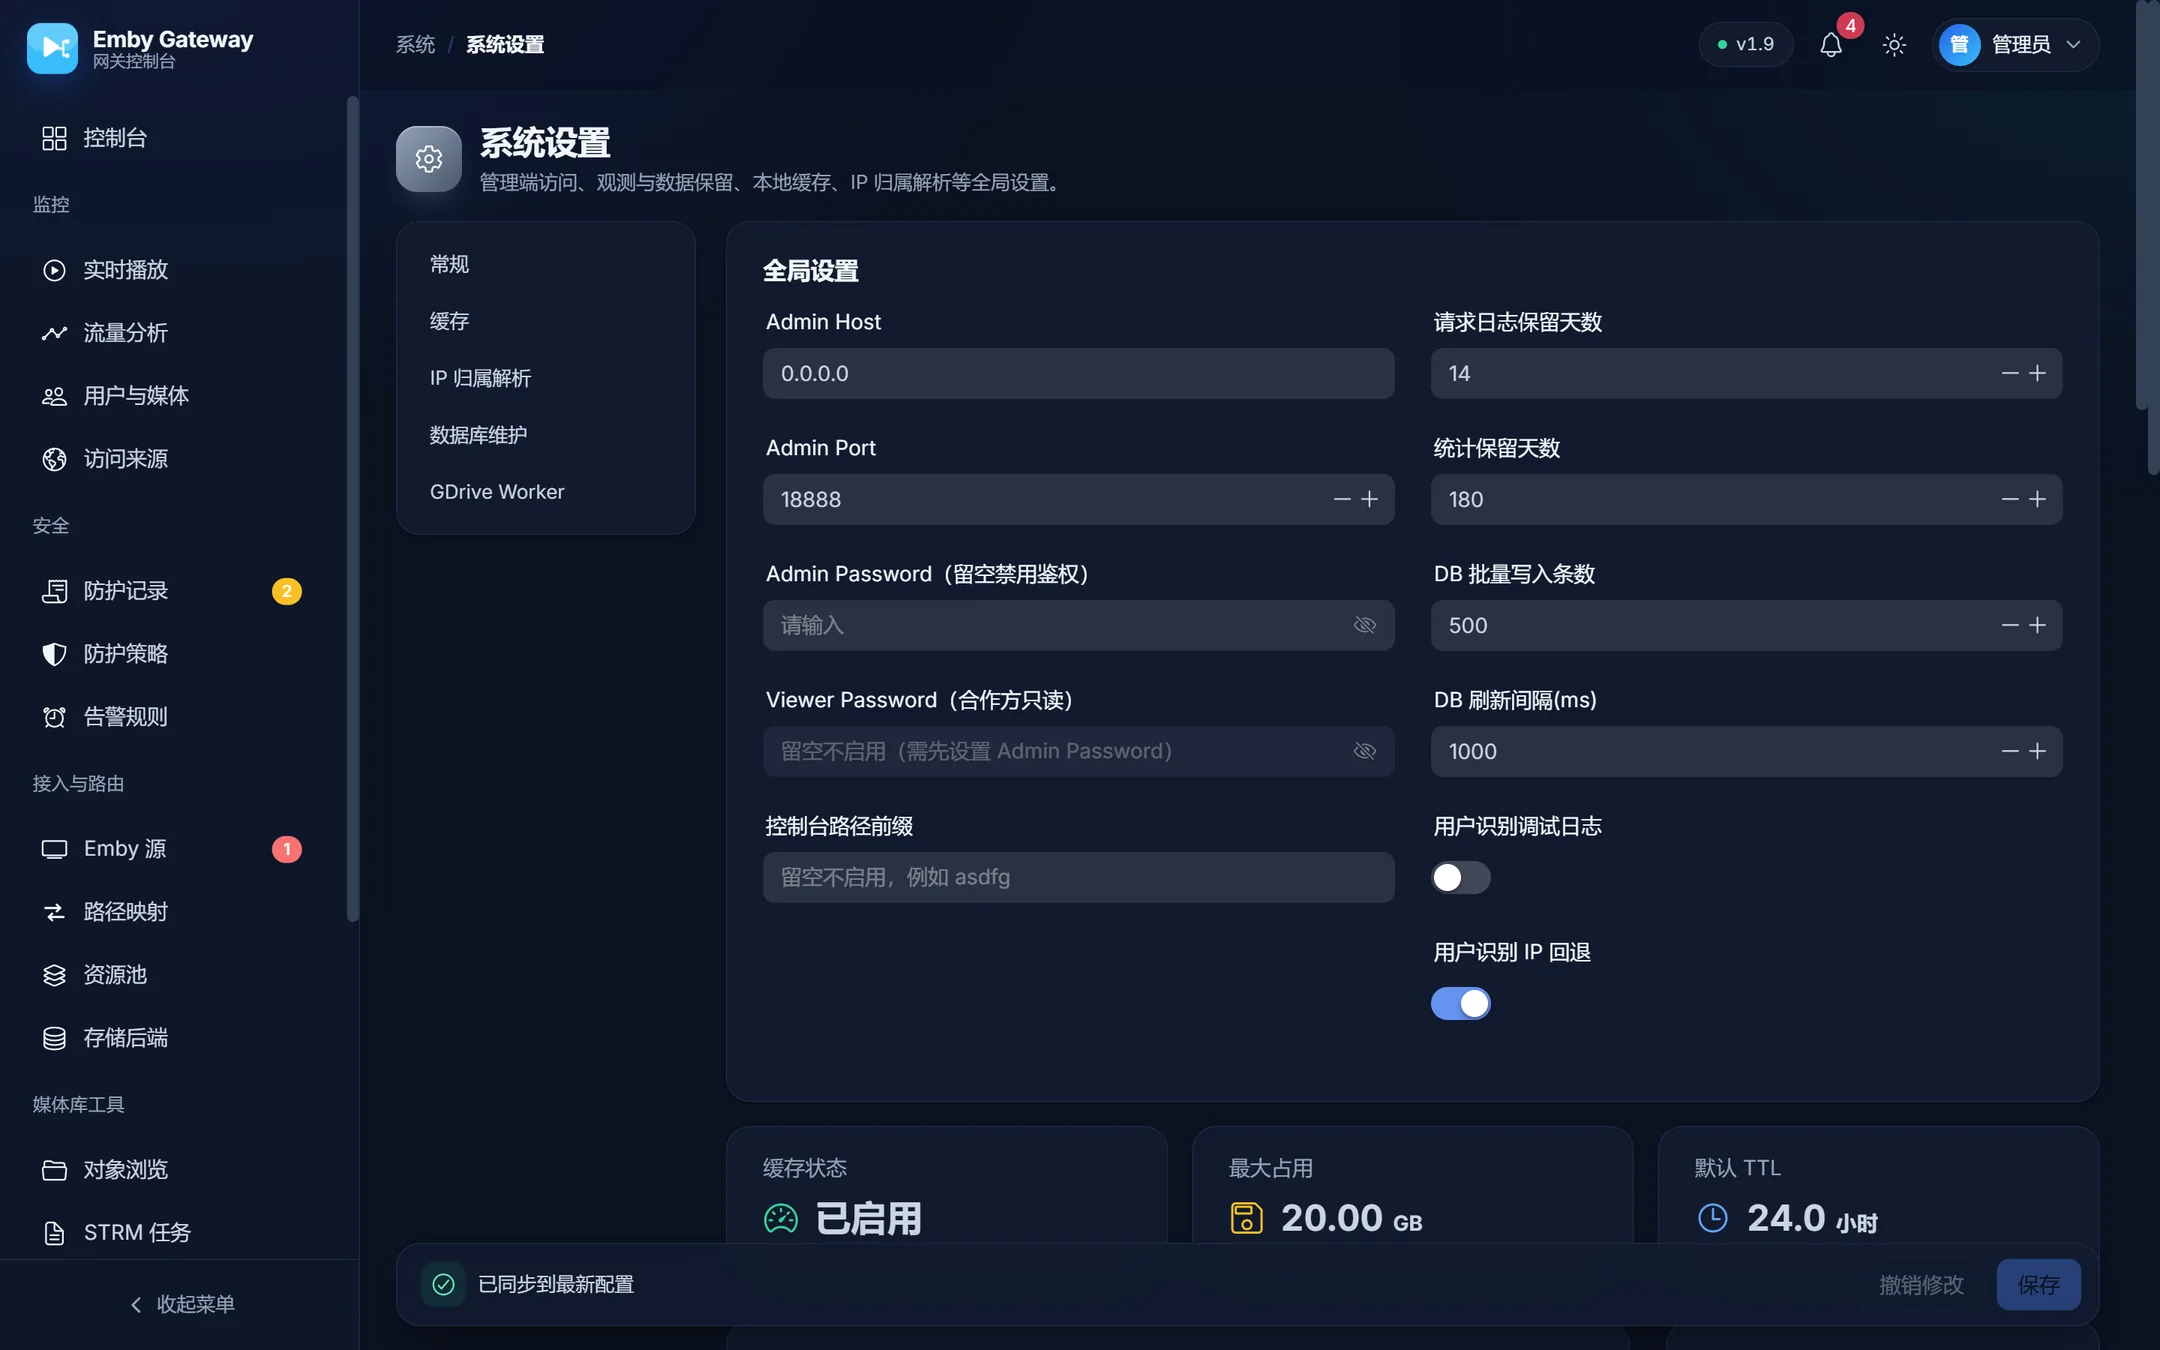 Emby Gateway
网关控制台
控制台
监控
实时播放
流量分析
用户与媒体
访问来源
安全
防护记录
2
防护策略
告警规则
接入与路由
Emby 源
1
路径映射
资源池
存储后端
媒体库工具
对象浏览
STRM 任务
收起菜单
系统 / 系统设置
v1.9
4
管
管理员
系统设置
管理端访问、观测与数据保留、本地缓存、IP 归属解析等全局设置。
常规
缓存
IP 归属解析
数据库维护
GDrive Worker
全局设置
Admin Host
0.0.0.0
Admin Port
18888
Admin Password（留空禁用鉴权）
请输入
Viewer Password（合作方只读）
留空不启用（需先设置 Admin Password）
控制台路径前缀
留空不启用，例如 asdfg
请求日志保留天数
14
统计保留天数
180
DB 批量写入条数
500
DB 刷新间隔(ms)
1000
用户识别调试日志
用户识别 IP 回退
缓存状态
已启用
最大占用
20.00 GB
默认 TTL
24.0 小时
已同步到最新配置
撤销修改
保存